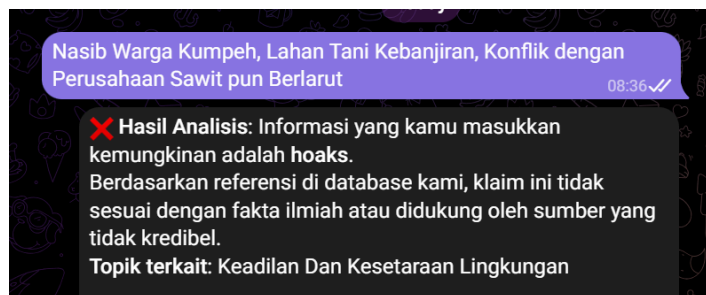 Nasib Warga Kumpeh, Lahan Tani Kebanjiran, Konflik dengan
Perusahaan Sawit pun Berlarut
08:36
❌ Hasil Analisis: Informasi yang kamu masukkan
kemungkinan adalah hoaks.
Berdasarkan referensi di database kami, klaim ini tidak
sesuai dengan fakta ilmiah atau didukung oleh sumber yang
tidak kredibel.
Topik terkait: Keadilan Dan Kesetaraan Lingkungan